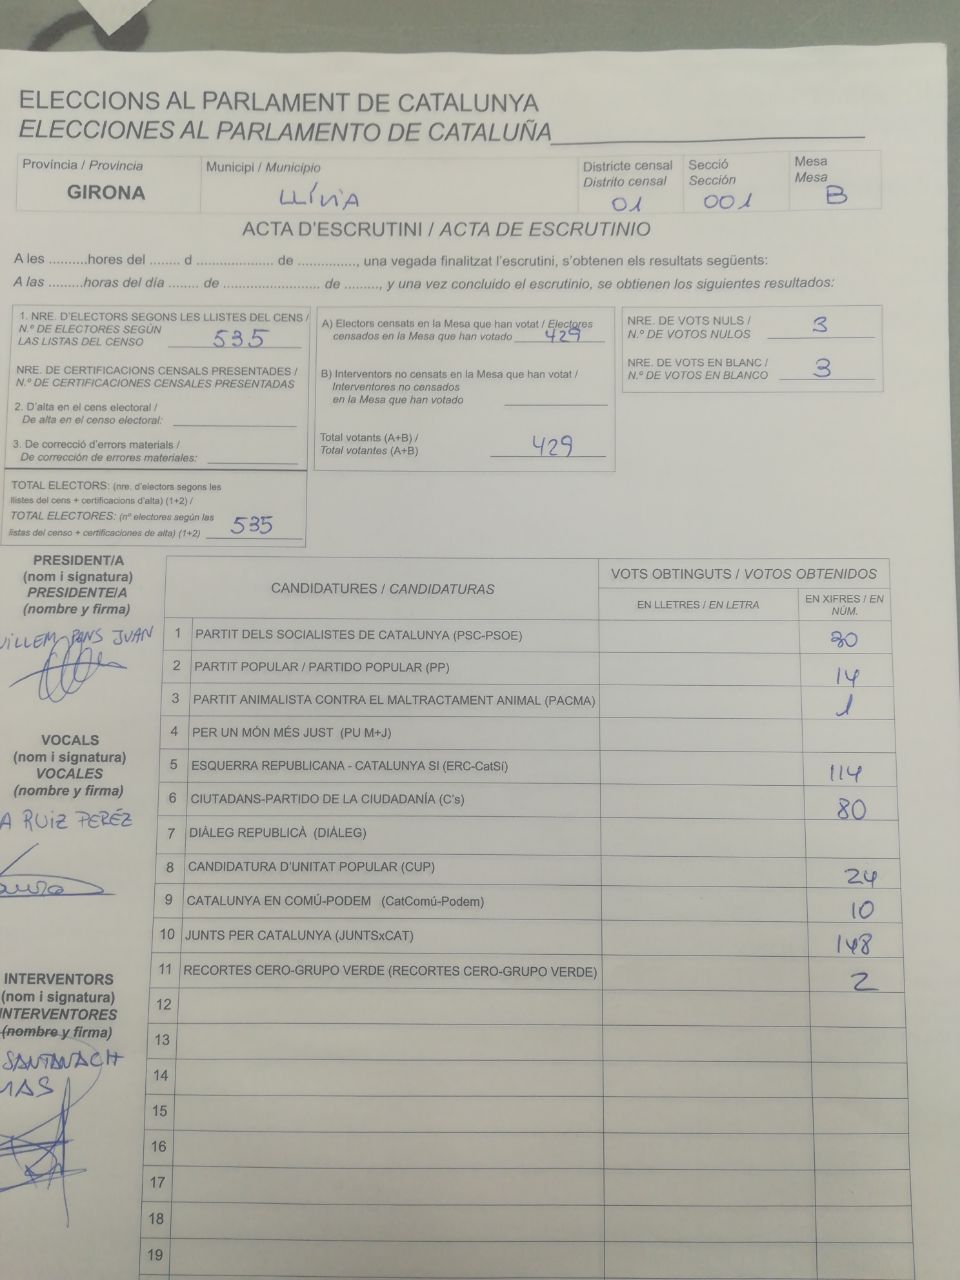 ELECCIONS AL PARLAMENT DE CATALUNYA
ELECCIONES AL PARLAMENTO DE CATALUÑA
Província / Provincia
GIRONA
Municipi / Municipio
LLÍVIA
Districte censal
Distrito censal
01
Secció
Sección
001
Mesa
Mesa
B
ACTA D'ESCRUTINI / ACTA DE ESCRUTINIO
A les ..........hores del ........ d .................... de ..............., una vegada finalitzat l'escrutini, s'obtenen els resultats següents:
A las .........horas del día ........ de ......................... de ........., y una vez concluido el escrutinio, se obtienen los siguientes resultados:
1. NRE. D'ELECTORS SEGONS LES LLISTES DEL CENS /
N.º DE ELECTORES SEGÚN
LAS LISTAS DEL CENSO 535
NRE. DE CERTIFICACIONS CENSALS PRESENTADES /
N.º DE CERTIFICACIONES CENSALES PRESENTADAS
2. D'alta en el cens electoral /
De alta en el censo electoral:
3. De correcció d'errors materials /
De corrección de errores materiales:
TOTAL ELECTORS: (nre. d'electors segons les
llistes del cens + certificacions d'alta) (1+2) /
TOTAL ELECTORES: (nº electores según las
listas del censo + certificaciones de alta) (1+2) 535
A) Electors censats en la Mesa que han votat / Electores
censados en la Mesa que han votado 429
B) Interventors no censats en la Mesa que han votat /
Interventores no censados
en la Mesa que han votado
Total votants (A+B) /
Total votantes (A+B) 429
NRE. DE VOTS NULS /
N.º DE VOTOS NULOS 3
NRE. DE VOTS EN BLANC /
N.º DE VOTOS EN BLANCO 3
PRESIDENT/A
(nom i signatura)
PRESIDENTE/A
(nombre y firma)
UILLEM PONS JUAN
VOCALS
(nom i signatura)
VOCALES
(nombre y firma)
A RUIZ PERÉZ
INTERVENTORS
(nom i signatura)
INTERVENTORES
(nombre y firma)
SANTANACH
MAS
CANDIDATURES / CANDIDATURAS
VOTS OBTINGUTS / VOTOS OBTENIDOS
EN LLETRES / EN LETRA
EN XIFRES / EN
NÚM.
1 PARTIT DELS SOCIALISTES DE CATALUNYA (PSC-PSOE) 30
2 PARTIT POPULAR / PARTIDO POPULAR (PP) 14
3 PARTIT ANIMALISTA CONTRA EL MALTRACTAMENT ANIMAL (PACMA) 1
4 PER UN MÓN MÉS JUST (PU M+J)
5 ESQUERRA REPUBLICANA - CATALUNYA SI (ERC-CatSí) 114
6 CIUTADANS-PARTIDO DE LA CIUDADANÍA (C's) 80
7 DIÀLEG REPUBLICÀ (DIÀLEG)
8 CANDIDATURA D'UNITAT POPULAR (CUP) 24
9 CATALUNYA EN COMÚ-PODEM (CatComú-Podem) 10
10 JUNTS PER CATALUNYA (JUNTSxCAT) 148
11 RECORTES CERO-GRUPO VERDE (RECORTES CERO-GRUPO VERDE) 2
12
13
14
15
16
17
18
19